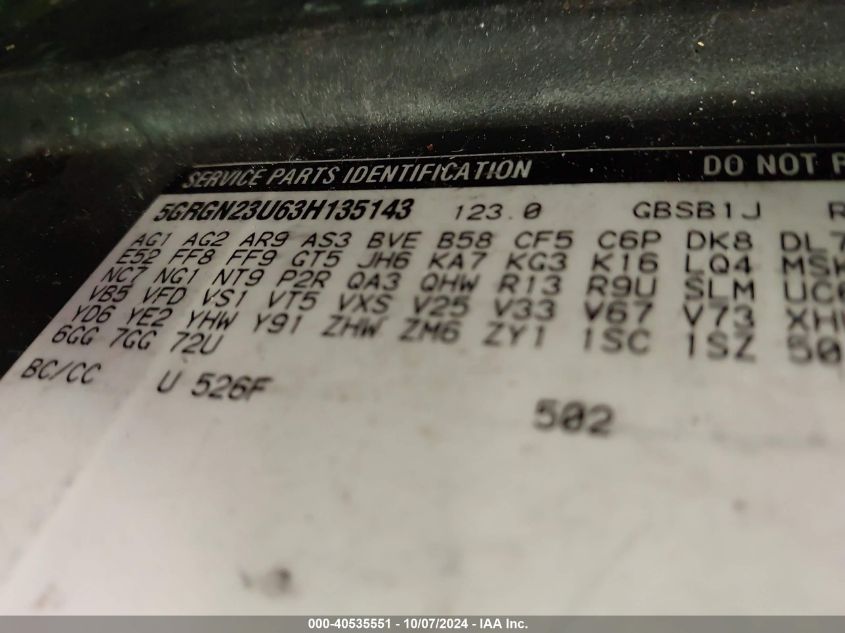 SERVICE PARTS IDENTIFICATION DO NOT
5GRGN23U63H135143 123.0 GBSB1J
AG1 AG2 AR9 AS3 BVE B58 CF5 C6P DK8 DL7
E52 FF8 FF9 GT5 JH6 KA7 KG3 K16 LQ4
NC7 NG1 NT9 P2R QA3 QHW R13 R9U SLM
VB5 VFD VS1 VT5 VXS V25 V33 V67 V73
YD6 YE2 YHW Y91 ZHW ZM6 ZY1 1SC 1SZ
6GG 7GG 72U
BC/CC U 526F
502
000-40535551 - 10/07/2024 - IAA Inc.